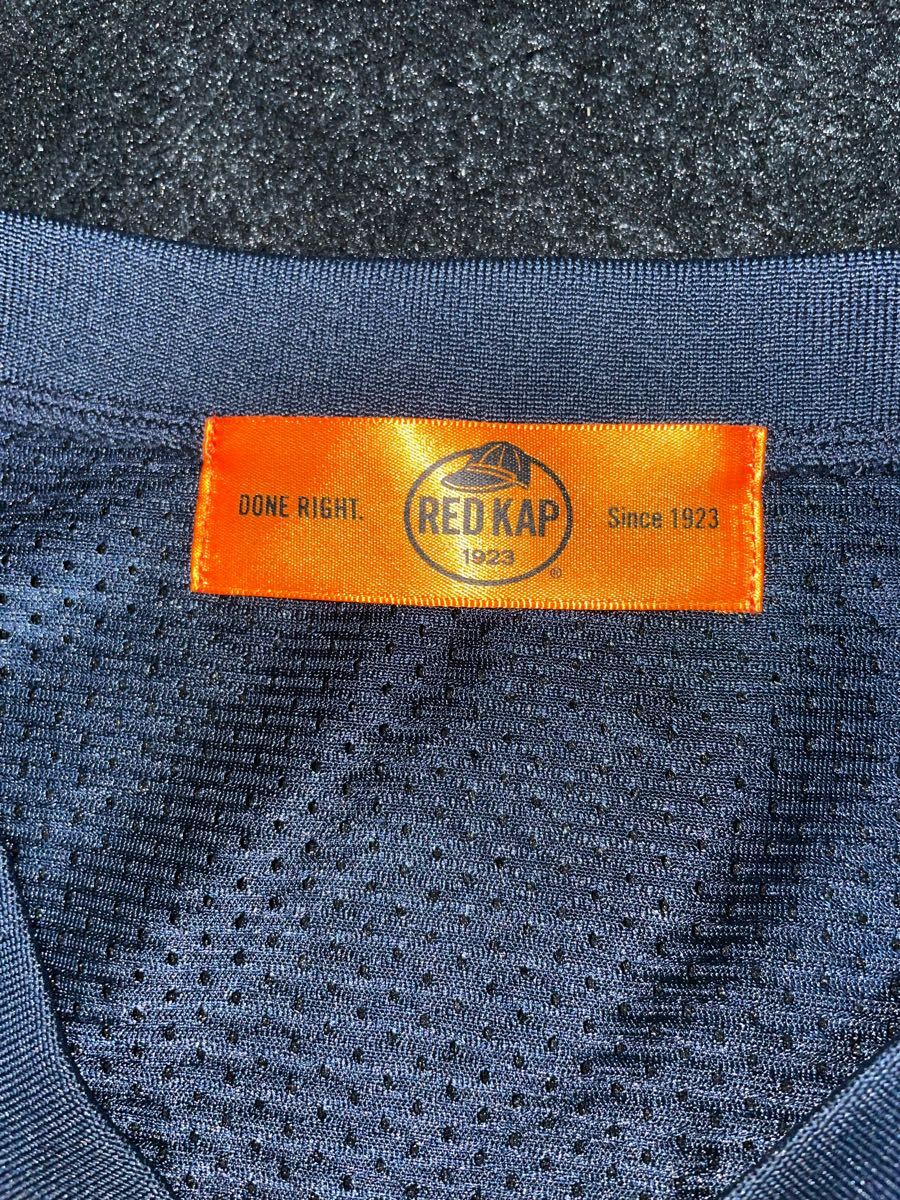 DONE RIGHT.
RED KAP
1923
®
Since 1923